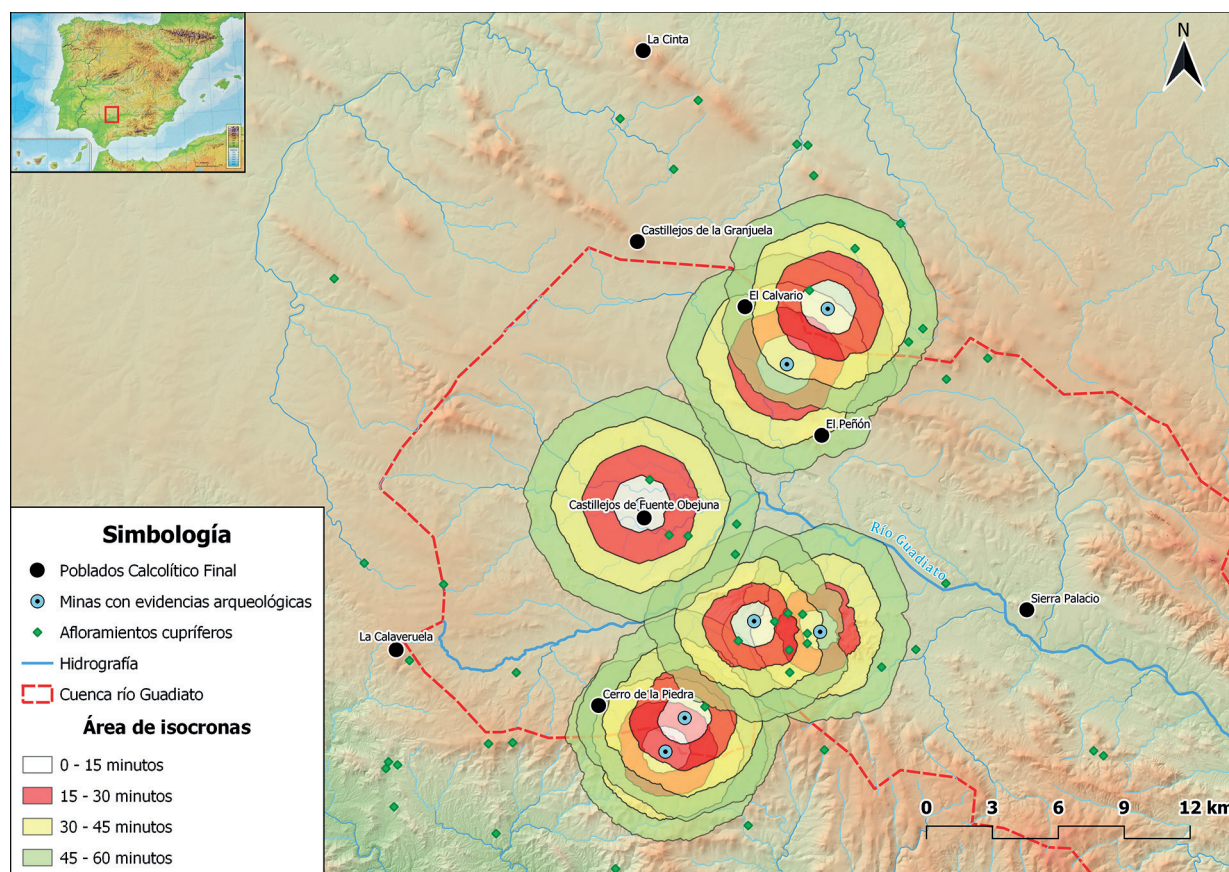 La Cinta
N
Castillejos de la Granjuela
El Calvario
El Peñón
Castillejos de Fuente Obejuna
Río Guadiato
Sierra Palacio
La Calaveruela
Cerro de la Piedra
Simbología
Poblados Calcolítico Final
Minas con evidencias arqueológicas
Afloramientos cupríferos
Hidrografía
Cuenca río Guadiato
Área de isocronas
0 - 15 minutos
15 - 30 minutos
30 - 45 minutos
45 - 60 minutos
0 3 6 9 12 km